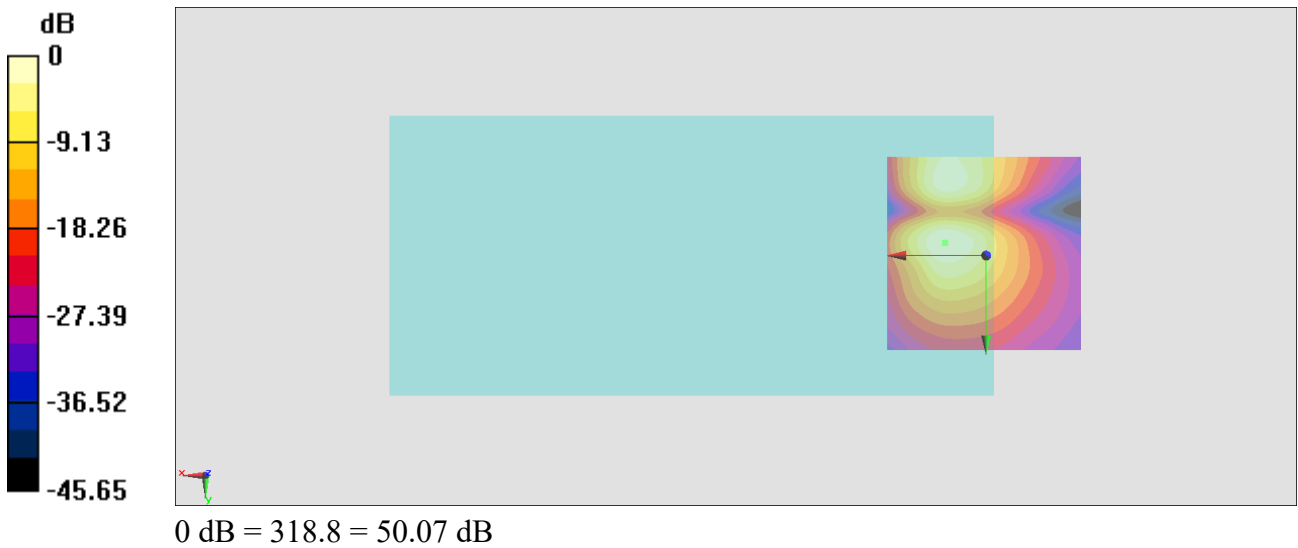 dB
0
-9.13
-18.26
-27.39
-36.52
-45.65
x z
y
0 dB = 318.8 = 50.07 dB